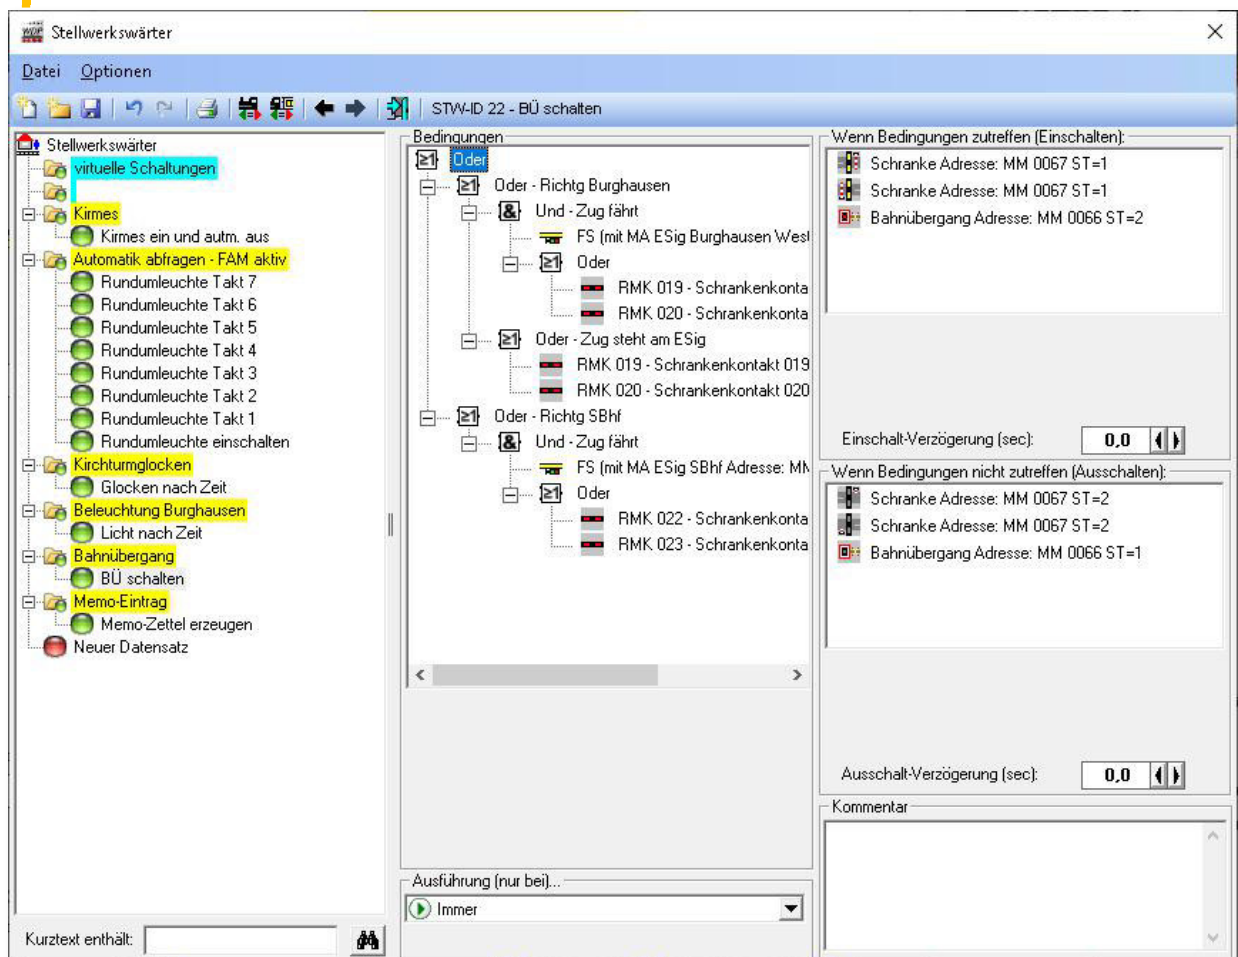 Stellwerkswärter
Datei Optionen
STW-ID 22 - BÜ schalten
Stellwerkswärter
virtuelle Schaltungen
Kirmes
Kirmes ein und autm. aus
Automatik abfragen - FAM aktiv
Rundumleuchte Takt 7
Rundumleuchte Takt 6
Rundumleuchte Takt 5
Rundumleuchte Takt 4
Rundumleuchte Takt 3
Rundumleuchte Takt 2
Rundumleuchte Takt 1
Rundumleuchte einschalten
Kirchturmglocken
Glocken nach Zeit
Beleuchtung Burghausen
Licht nach Zeit
Bahnübergang
BÜ schalten
Memo-Eintrag
Memo-Zettel erzeugen
Neuer Datensatz
Kurztext enthält:
Bedingungen
≥1 Oder
≥1 Oder - Richtg Burghausen
& Und - Zug fährt
FS (mit MA ESig Burghausen West
≥1 Oder
RMK 019 - Schrankenkonta
RMK 020 - Schrankenkonta
≥1 Oder - Zug steht am ESig
RMK 019 - Schrankenkontakt 019
RMK 020 - Schrankenkontakt 020
≥1 Oder - Richtg SBhf
& Und - Zug fährt
FS (mit MA ESig SBhf Adresse: MM
≥1 Oder
RMK 022 - Schrankenkonta
RMK 023 - Schrankenkonta
Ausführung (nur bei)...
Immer
Wenn Bedingungen zutreffen (Einschalten):
Schranke Adresse: MM 0067 ST=1
Schranke Adresse: MM 0067 ST=1
Bahnübergang Adresse: MM 0066 ST=2
Einschalt-Verzögerung (sec): 0,0
Wenn Bedingungen nicht zutreffen (Ausschalten):
Schranke Adresse: MM 0067 ST=2
Schranke Adresse: MM 0067 ST=2
Bahnübergang Adresse: MM 0066 ST=1
Ausschalt-Verzögerung (sec): 0,0
Kommentar